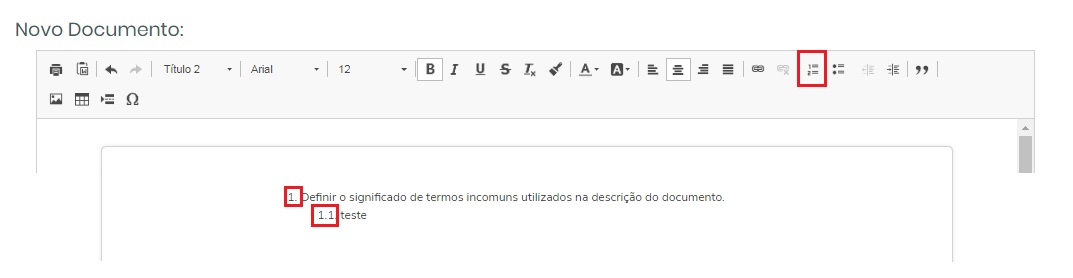 Novo Documento:
Título 2 Arial 12 B I U S Tx A A
Ω
1. Definir o significado de termos incomuns utilizados na descrição do documento.
1.1. teste